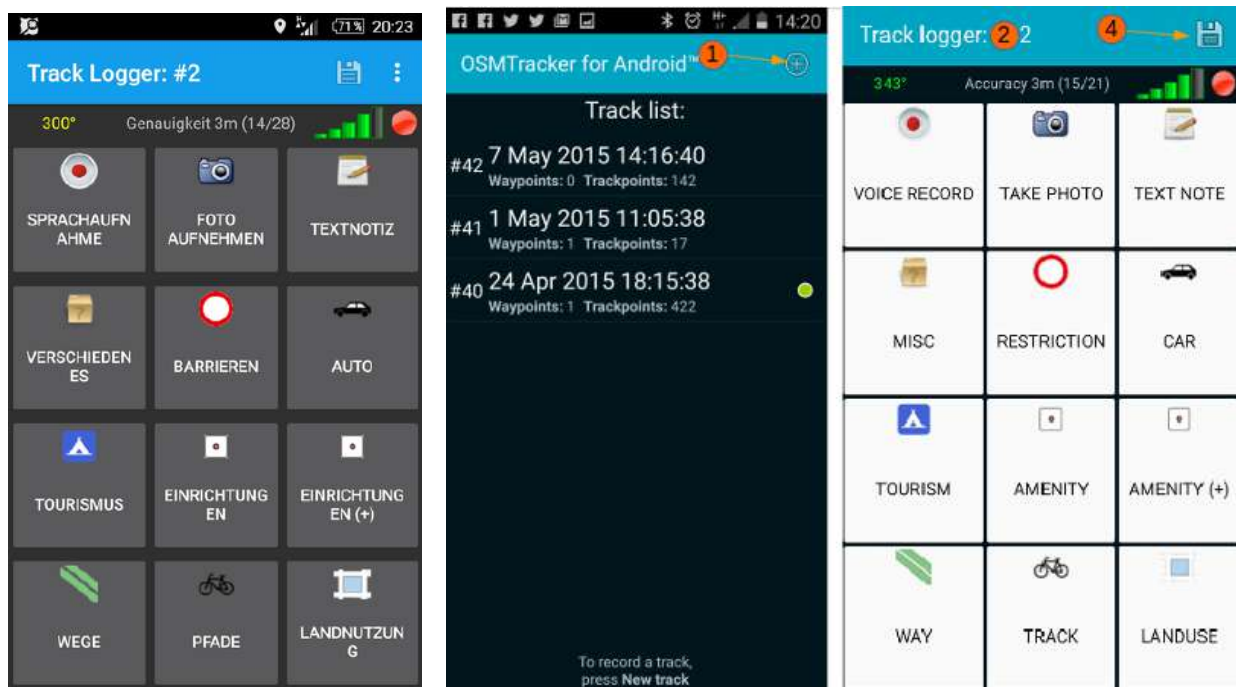 71% 20:23
Track Logger: #2
300° Genauigkeit 3m (14/28)
SPRACHAUFN
AHME
FOTO
AUFNEHMEN
TEXTNOTIZ
VERSCHIEDEN
ES
BARRIEREN
AUTO
TOURISMUS
EINRICHTUNG
EN
EINRICHTUNG
EN (+)
WEGE
PFADE
LANDNUTZUN
G
14:20
OSMTracker for Android™ 1
Track list:
#42 7 May 2015 14:16:40
Waypoints: 0 Trackpoints: 142
#41 1 May 2015 11:05:38
Waypoints: 1 Trackpoints: 17
#40 24 Apr 2015 18:15:38
Waypoints: 1 Trackpoints: 422
To record a track,
press New track
Track logger: 2 2 4
343° Accuracy 3m (15/21)
VOICE RECORD
TAKE PHOTO
TEXT NOTE
MISC
RESTRICTION
CAR
TOURISM
AMENITY
AMENITY (+)
WAY
TRACK
LANDUSE